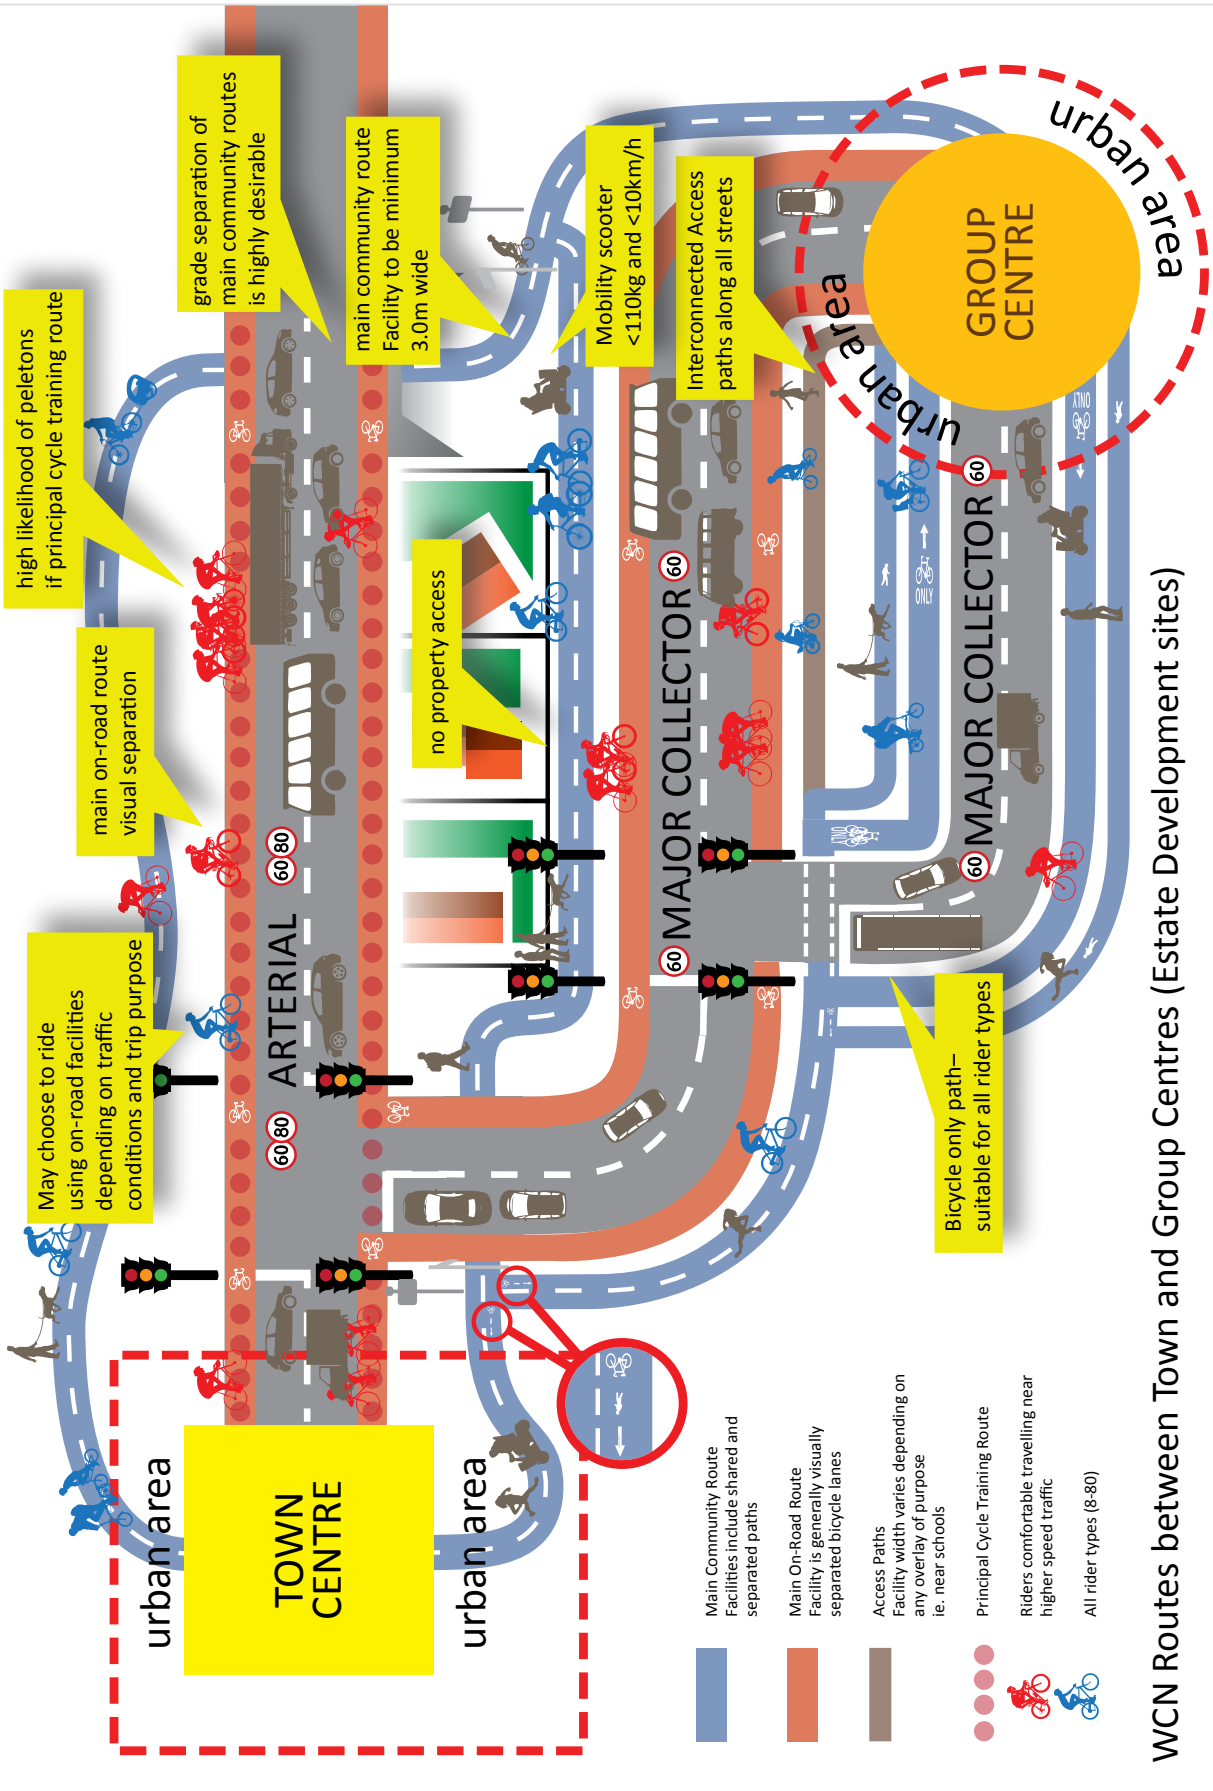 May choose to ride
using on-road facilities
depending on traffic
conditions and trip purpose
main on-road route
visual separation
high likelihood of peletons
if principal cycle training route
grade separation of
main community routes
is highly desirable
main community route
Facility to be minimum
3.0m wide
no property access
Mobility scooter
<110kg and <10km/h
Interconnected Access
paths along all streets
Bicycle only path–
suitable for all rider types
urban area
TOWN
CENTRE
urban area
ARTERIAL
60 80
60 80
MAJOR COLLECTOR
60
60
MAJOR COLLECTOR
60
60
ONLY
ONLY
ONLY
urban area
GROUP
CENTRE
urban area
Main Community Route
Facilities include shared and
separated paths
Main On-Road Route
Facility is generally visually
separated bicycle lanes
Access Paths
Facility width varies depending on
any overlay of purpose
ie. near schools
Principal Cycle Training Route
Riders comfortable travelling near
higher speed traffic
All rider types (8-80)
WCN Routes between Town and Group Centres (Estate Development sites)